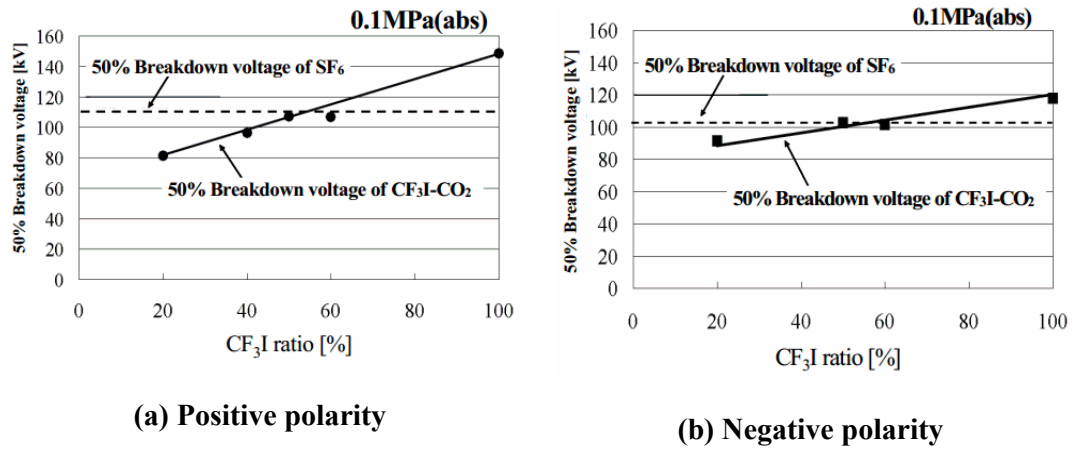 0.1MPa(abs)
50% Breakdown voltage [kV]
160
140
120
100
80
60
40
20
0
50% Breakdown voltage of SF₆
50% Breakdown voltage of CF₃I-CO₂
0 20 40 60 80 100
CF₃I ratio [%]
(a) Positive polarity
0.1MPa(abs)
50% Breakdown voltage [kV]
160
140
120
100
80
60
40
20
0
50% Breakdown voltage of SF₆
50% Breakdown voltage of CF₃I-CO₂
0 20 40 60 80 100
CF₃I ratio [%]
(b) Negative polarity